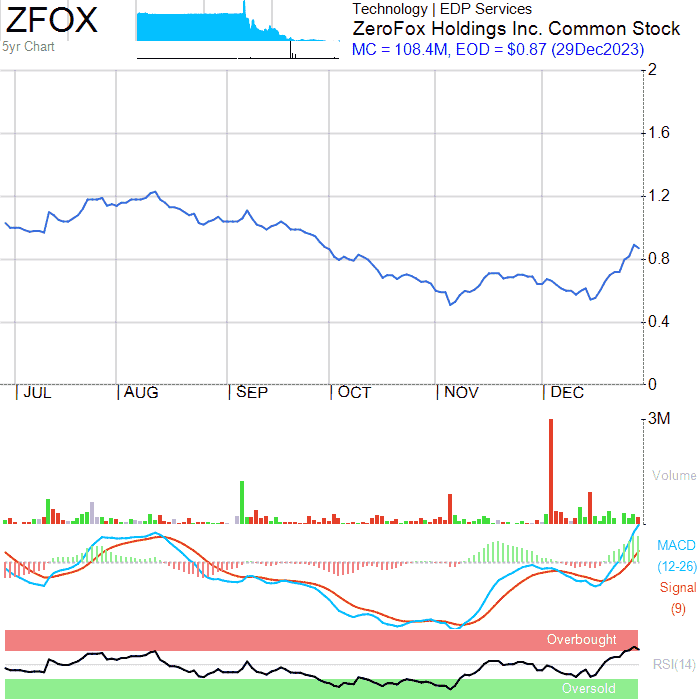 ZFOX
5yr Chart
Technology | EDP Services
ZeroFox Holdings Inc. Common Stock
MC = 108.4M, EOD = $0.87 (29Dec2023)
2
1.6
1.2
0.8
0.4
0
| JUL | AUG | SEP | OCT | NOV | DEC
3M
Volume
MACD
(12-26)
Signal
(9)
Overbought
RSI(14)
Oversold